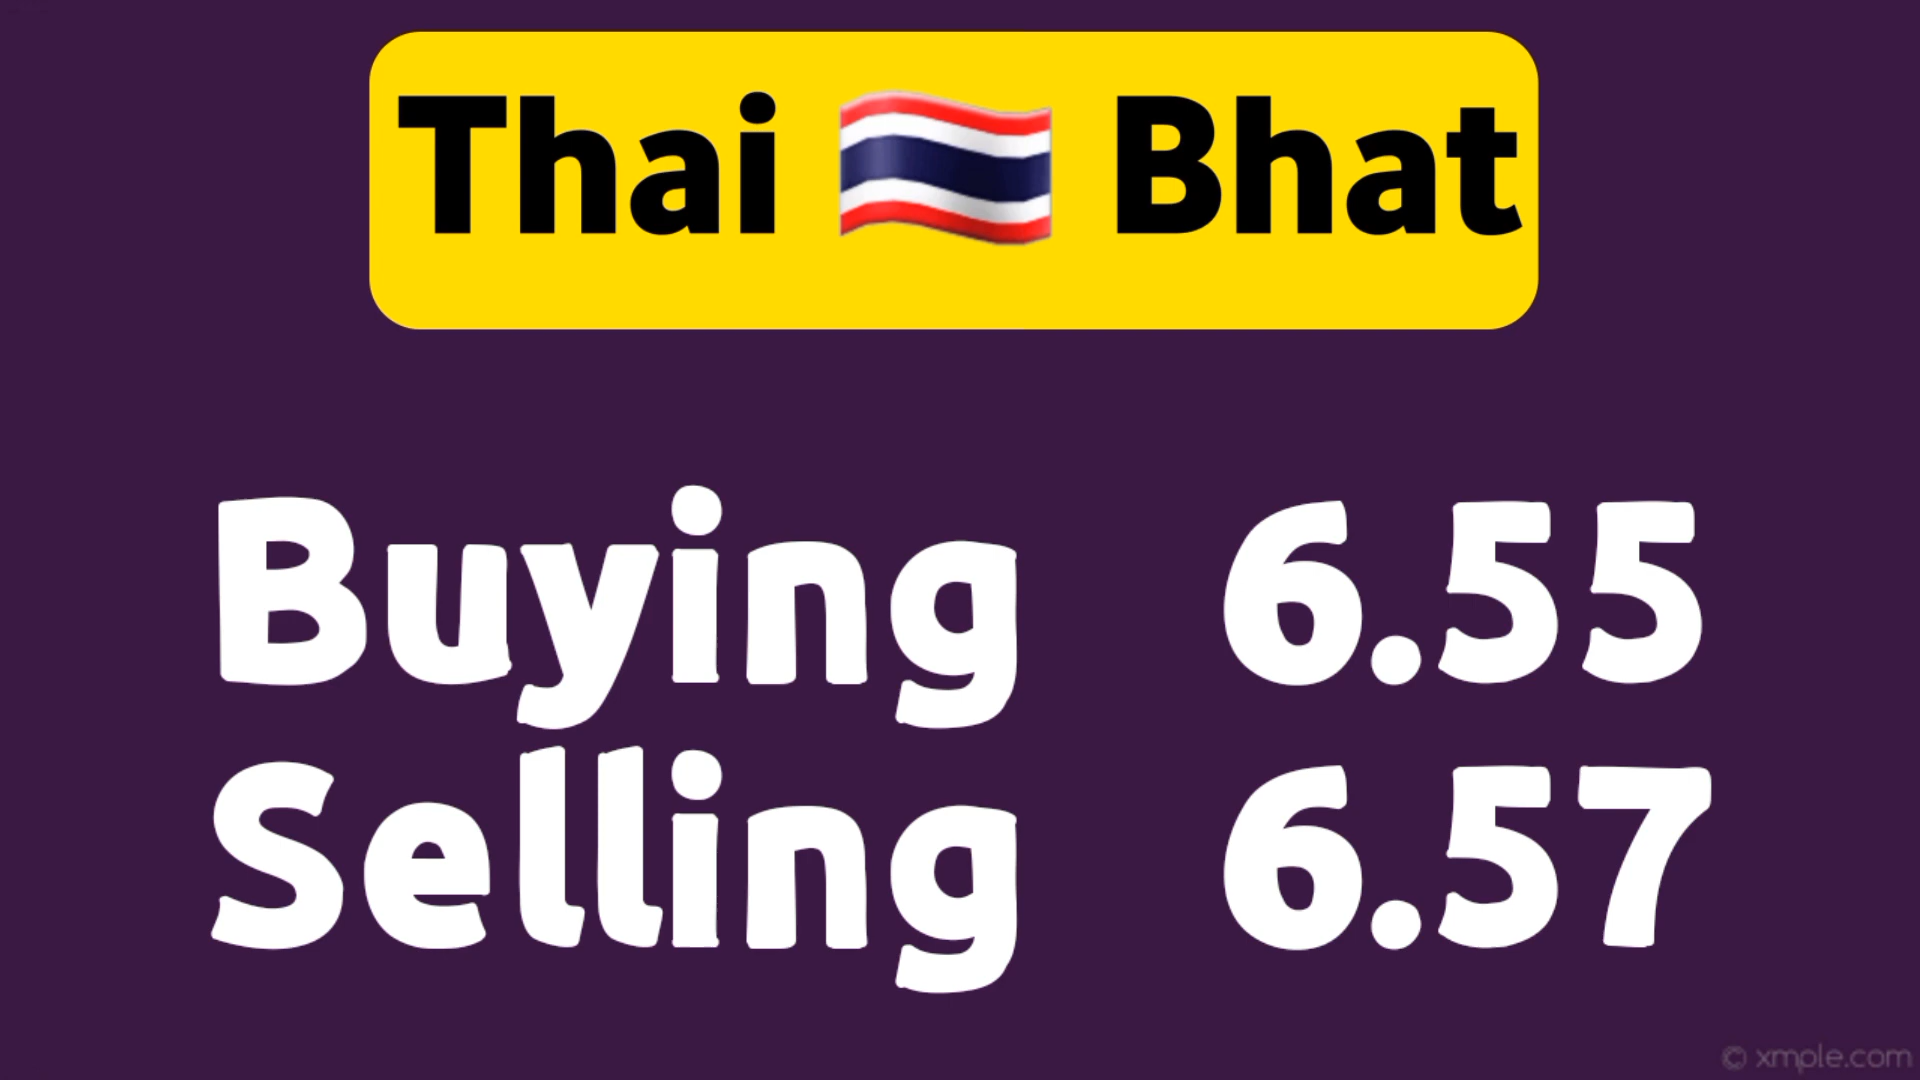 Thai 🇹🇭 Bhat
Buying 6.55
Selling 6.57
© xmple.com